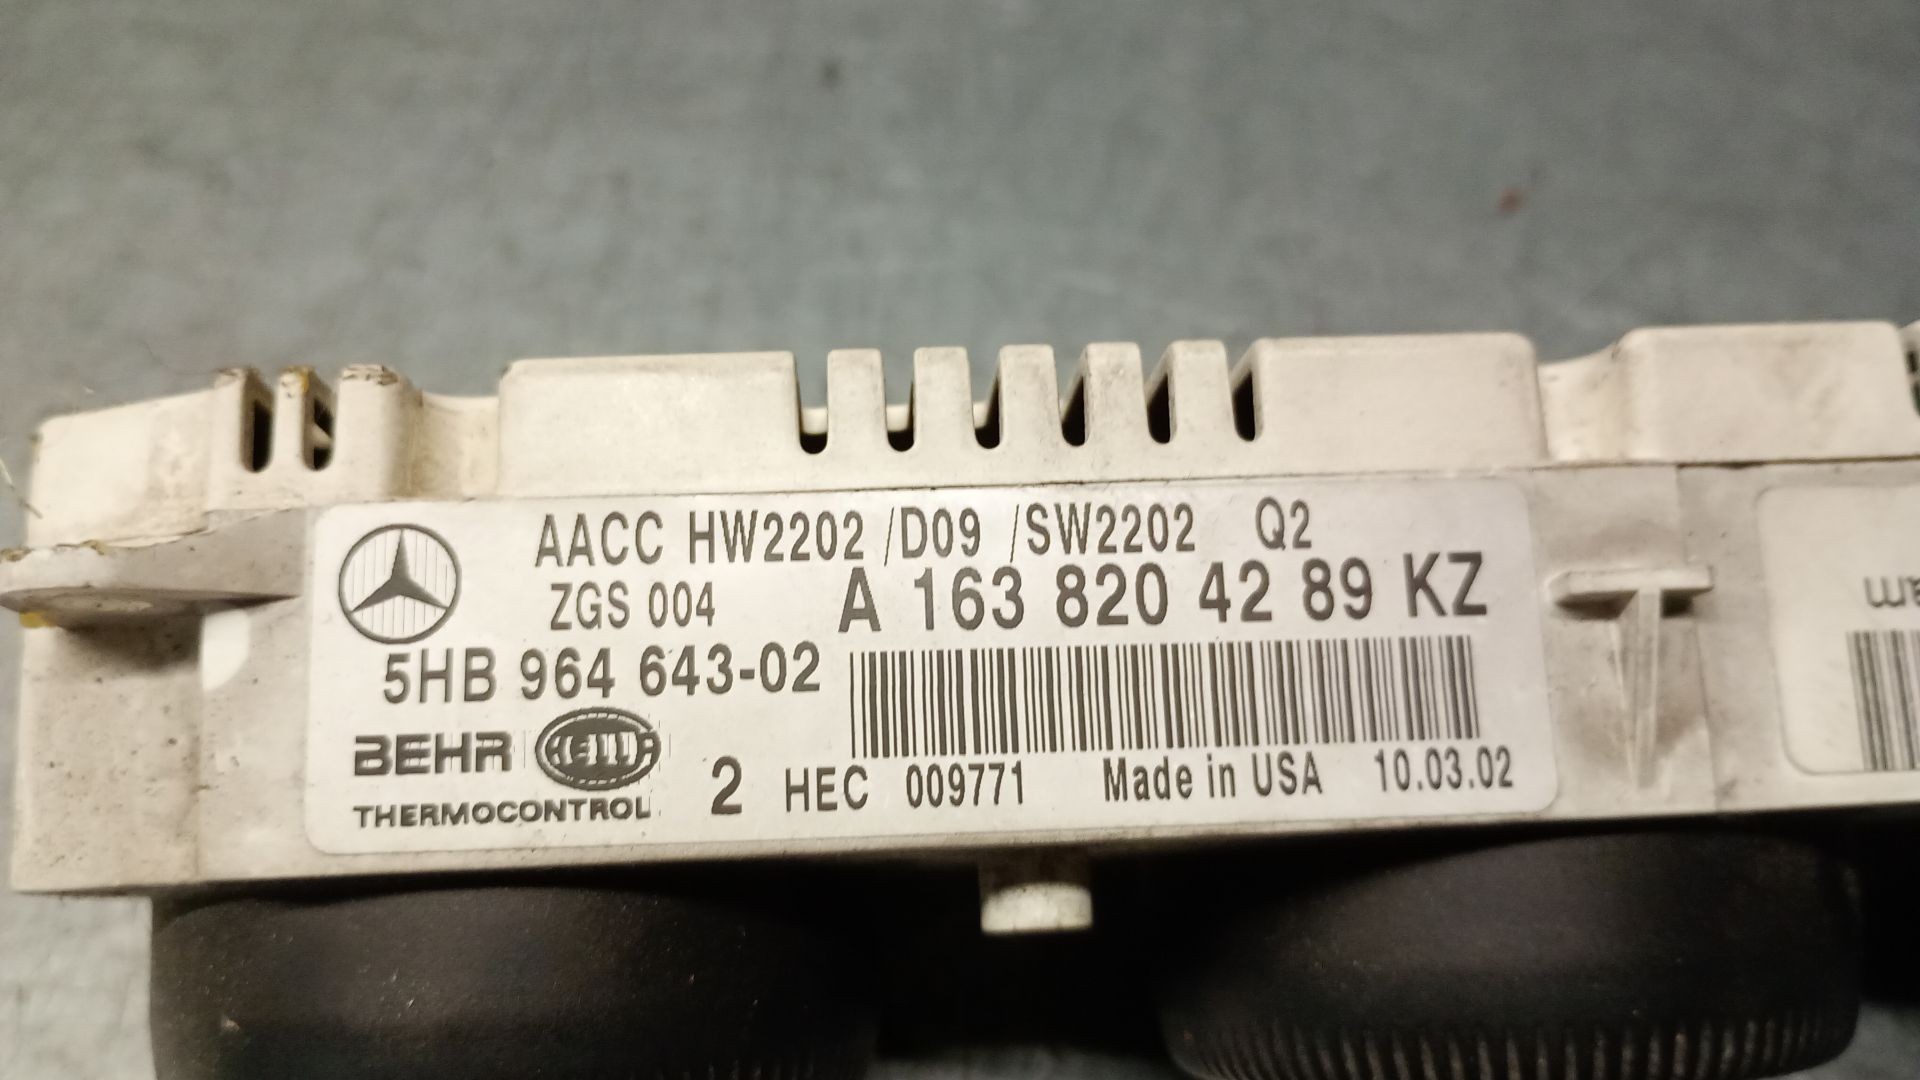 AACC HW2202 /D09 /SW2202 Q2
ZGS 004 A 163 820 42 89 KZ
5HB 964 643-02
BEHR HELLA
THERMOCONTROL
2 HEC 009771 Made in USA 10.03.02